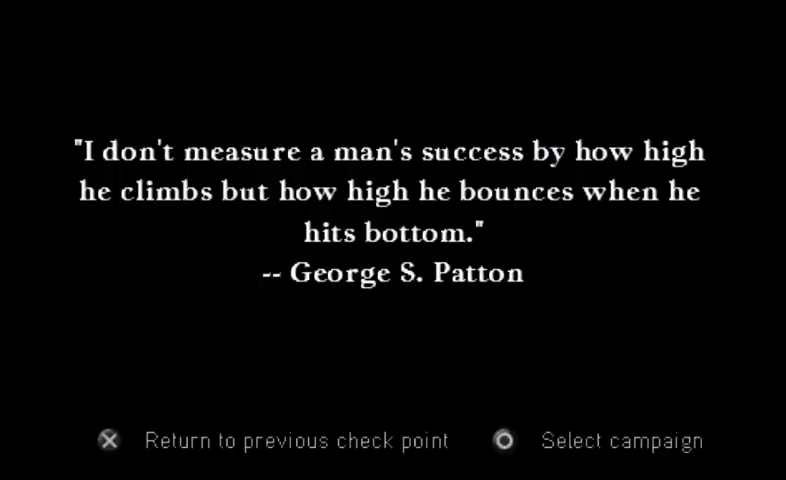 "I don't measure a man's success by how high
he climbs but how high he bounces when he
hits bottom."
-- George S. Patton
Return to previous check point
Select campaign